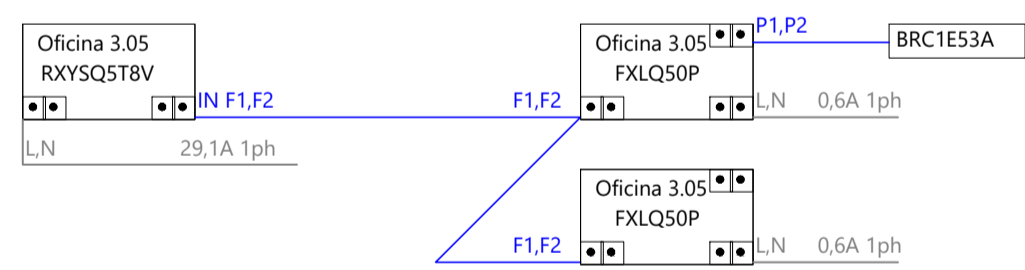 Oficina 3.05
RXYSQ5T8V
IN F1,F2
L,N 29,1A 1ph
F1,F2
Oficina 3.05
FXLQ50P
P1,P2
BRC1E53A
L,N 0,6A 1ph
F1,F2
Oficina 3.05
FXLQ50P
L,N 0,6A 1ph